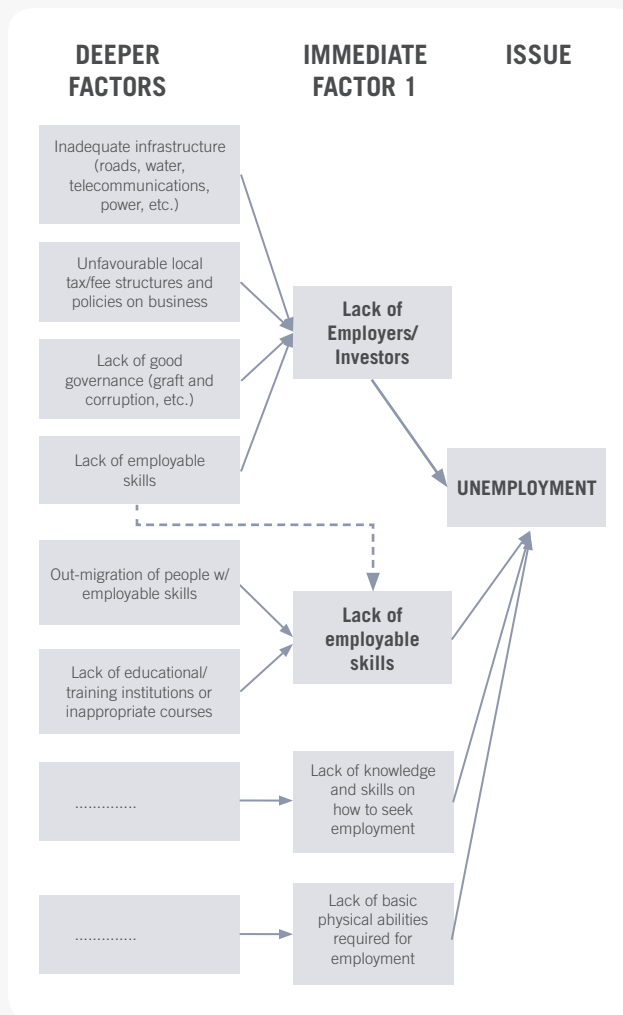 DEEPER
FACTORS
IMMEDIATE
FACTOR 1
ISSUE
Inadequate infrastructure
(roads, water,
telecommunications,
power, etc.)
Unfavourable local
tax/fee structures and
policies on business
Lack of good
governance (graft and
corruption, etc.)
Lack of employable
skills
Lack of
Employers/
Investors
UNEMPLOYMENT
Out-migration of people w/
employable skills
Lack of educational/
training institutions or
inappropriate courses
Lack of
employable
skills
..............
Lack of knowledge
and skills on
how to seek
employment
..............
Lack of basic
physical abilities
required for
employment